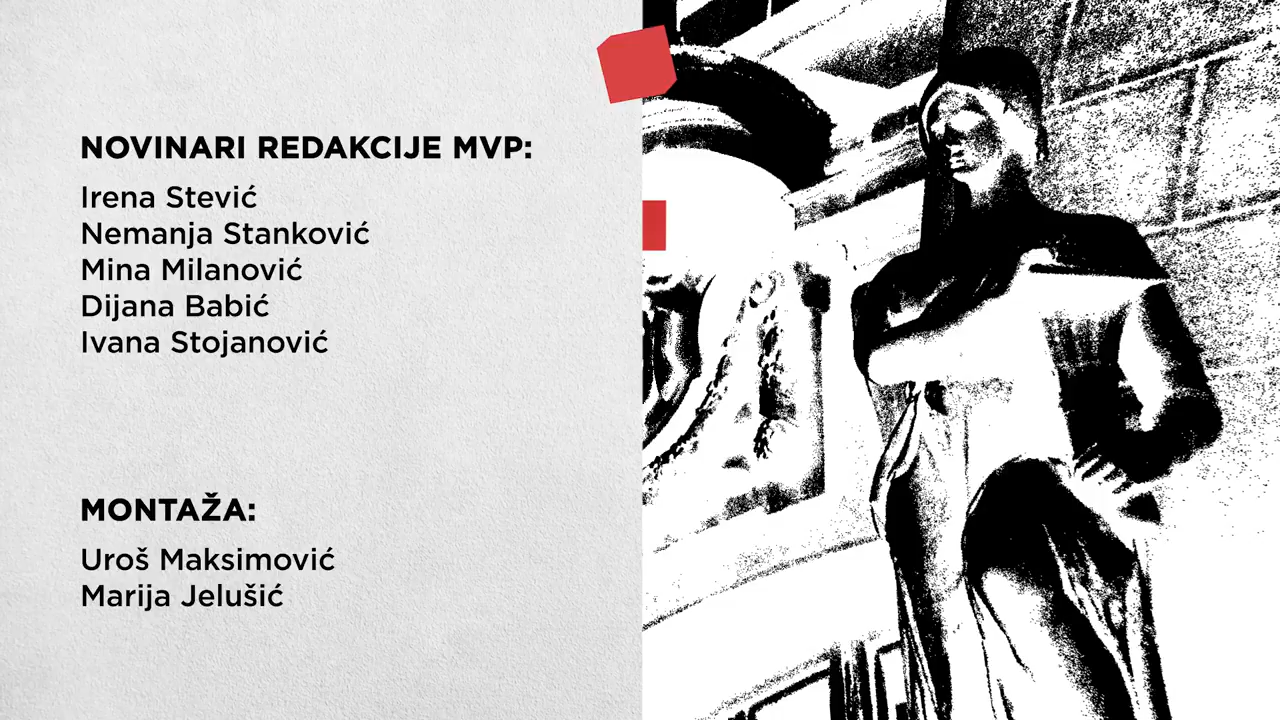 NOVINARI REDAKCIJE MVP:
Irena Stević
Nemanja Stanković
Mina Milanović
Dijana Babić
Ivana Stojanović
MONTAŽA:
Uroš Maksimović
Marija Jelušić